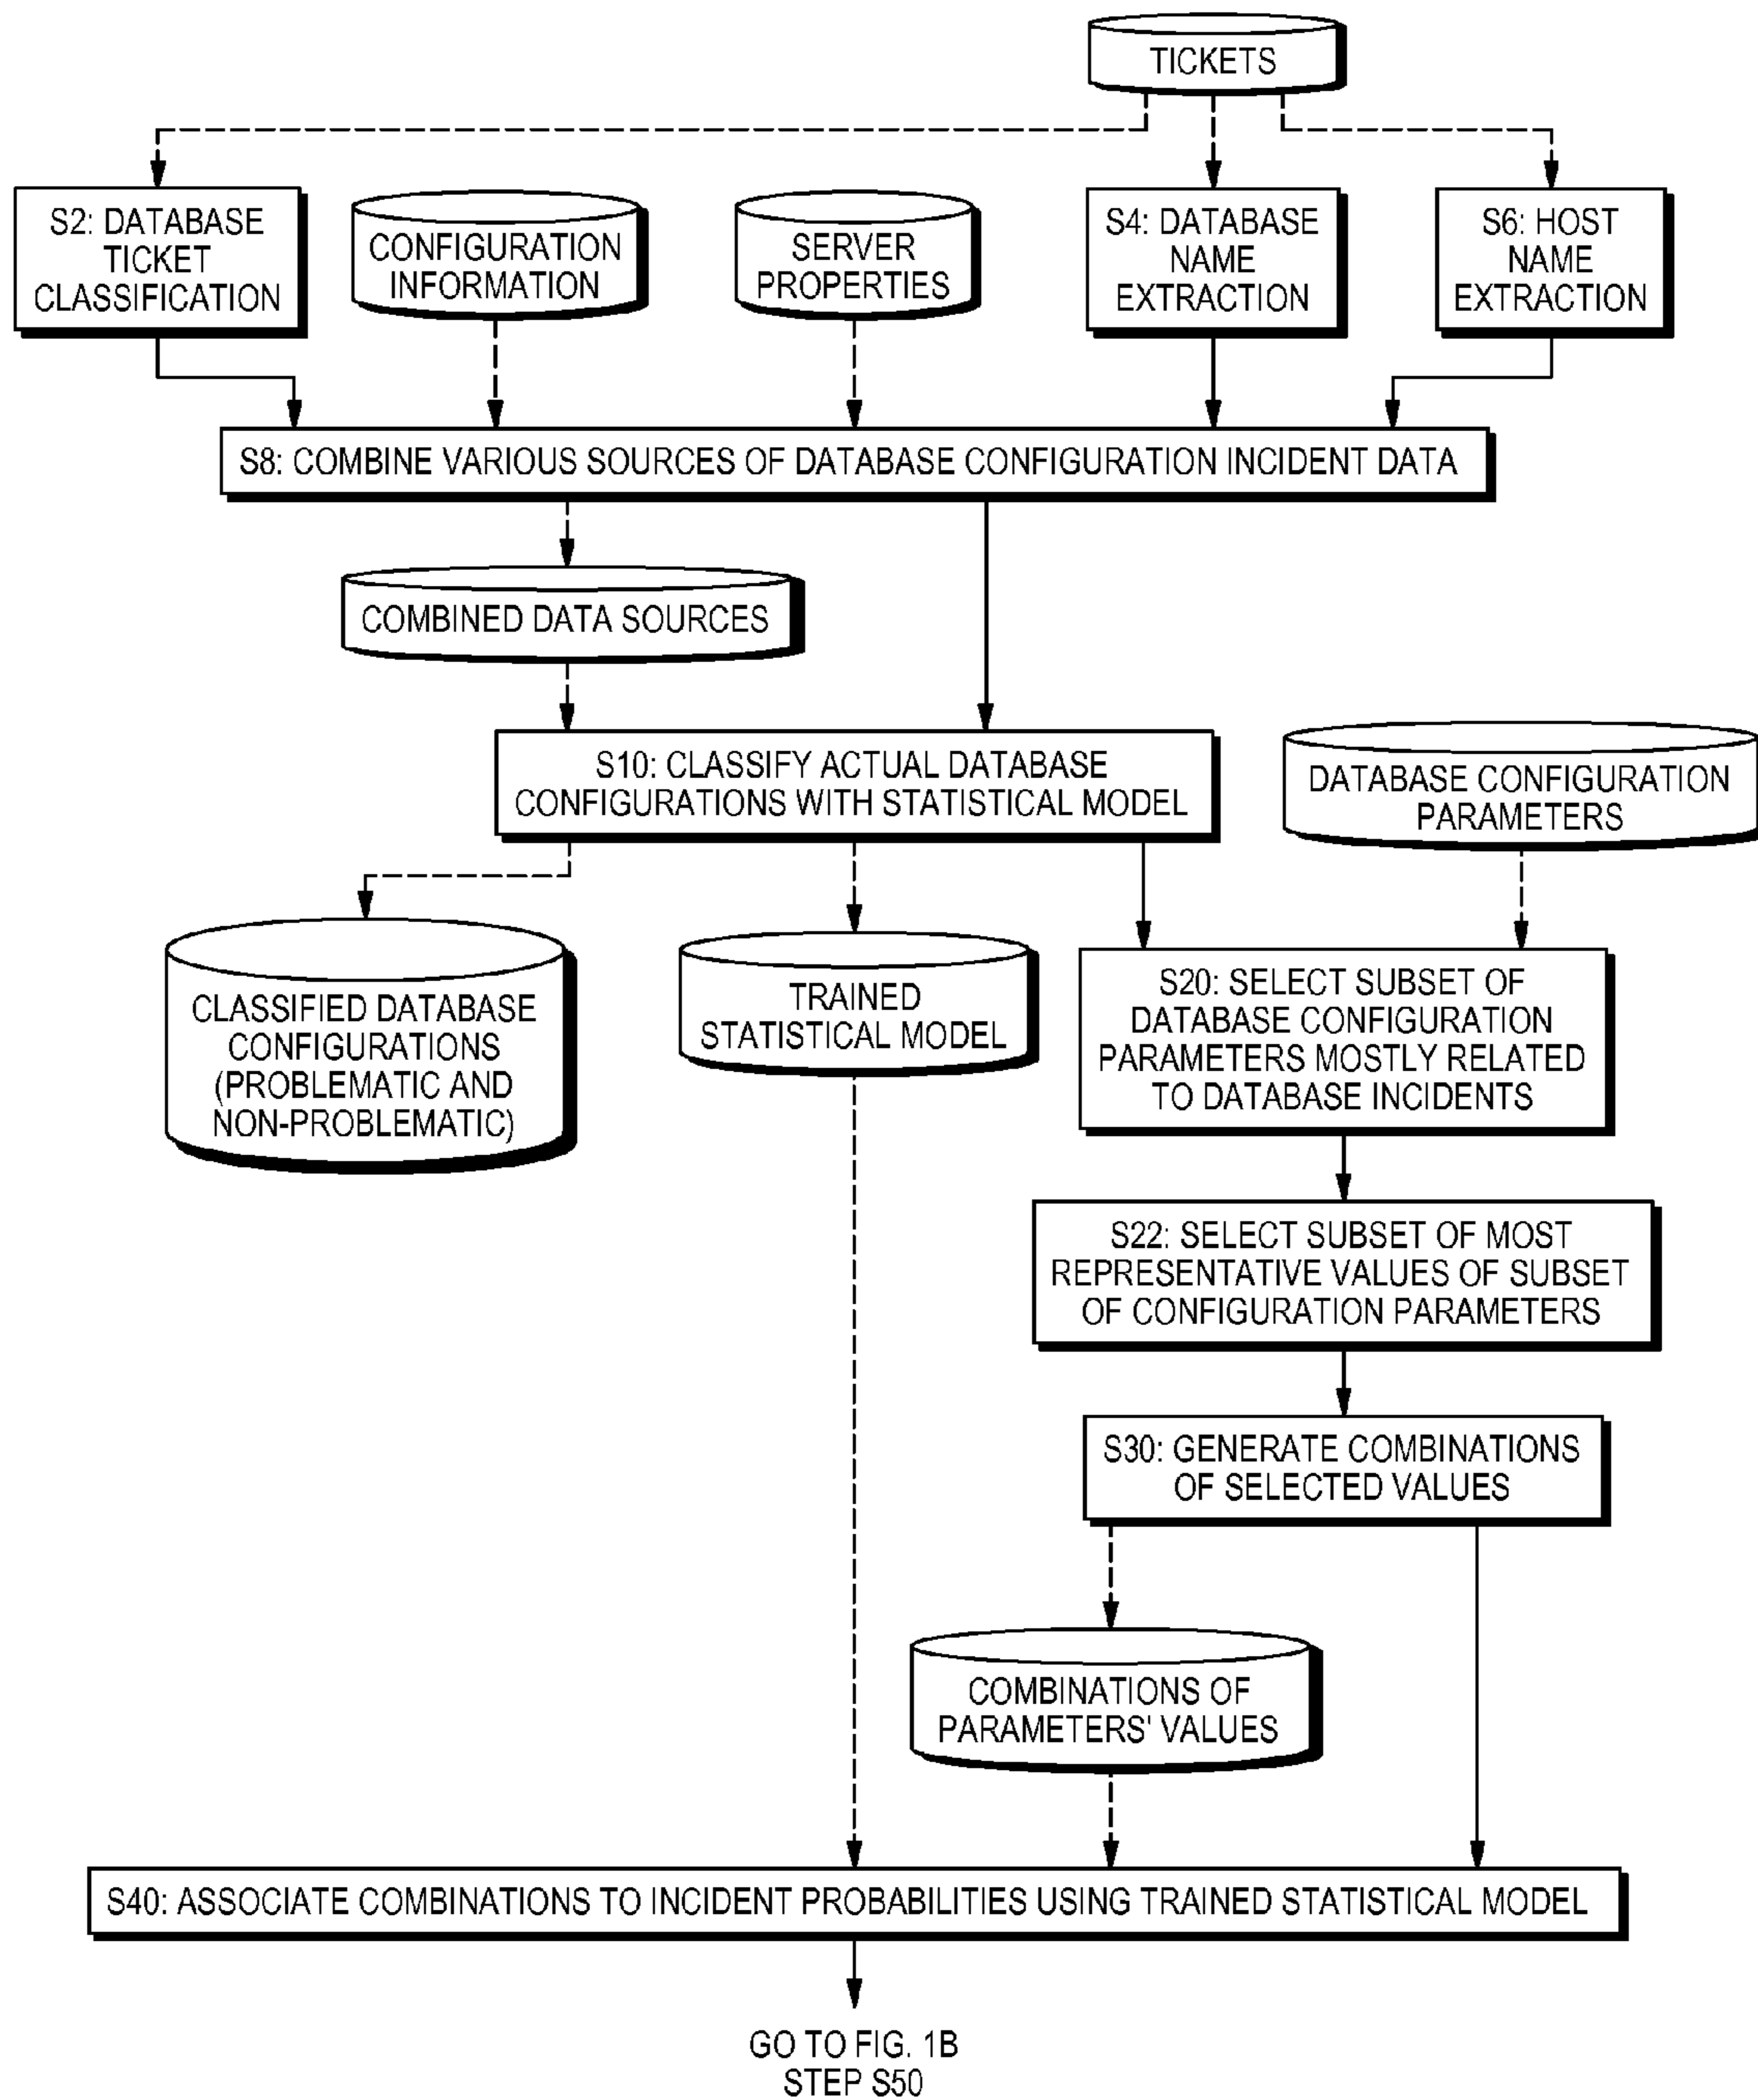 TICKETS
S2: DATABASE
TICKET
CLASSIFICATION
CONFIGURATION
INFORMATION
SERVER
PROPERTIES
S4: DATABASE
NAME
EXTRACTION
S6: HOST
NAME
EXTRACTION
S8: COMBINE VARIOUS SOURCES OF DATABASE CONFIGURATION INCIDENT DATA
COMBINED DATA SOURCES
S10: CLASSIFY ACTUAL DATABASE
CONFIGURATIONS WITH STATISTICAL MODEL
DATABASE CONFIGURATION
PARAMETERS
CLASSIFIED DATABASE
CONFIGURATIONS
(PROBLEMATIC AND
NON-PROBLEMATIC)
TRAINED
STATISTICAL MODEL
S20: SELECT SUBSET OF
DATABASE CONFIGURATION
PARAMETERS MOSTLY RELATED
TO DATABASE INCIDENTS
S22: SELECT SUBSET OF MOST
REPRESENTATIVE VALUES OF SUBSET
OF CONFIGURATION PARAMETERS
S30: GENERATE COMBINATIONS
OF SELECTED VALUES
COMBINATIONS OF
PARAMETERS' VALUES
S40: ASSOCIATE COMBINATIONS TO INCIDENT PROBABILITIES USING TRAINED STATISTICAL MODEL
GO TO FIG. 1B
STEP S50